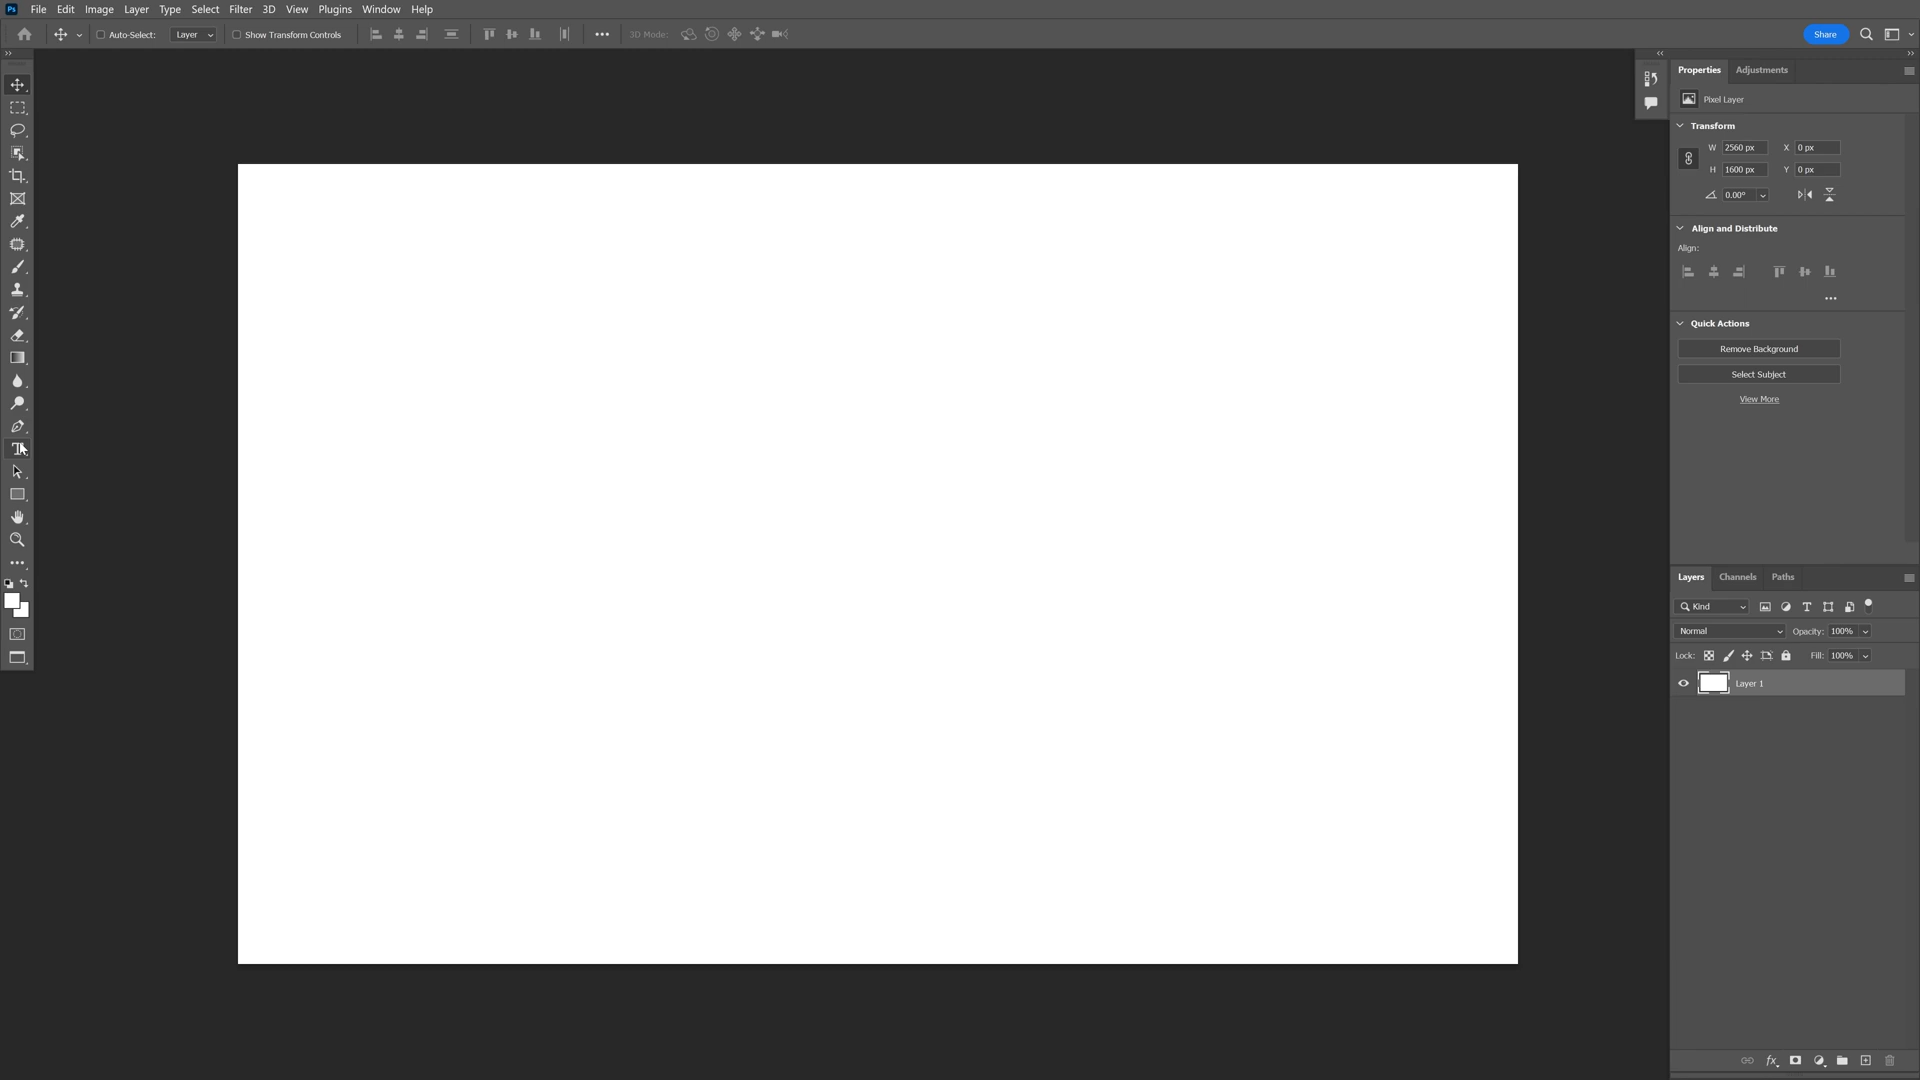 Ps File Edit Image Layer Type Select Filter 3D View Plugins Window Help
Auto-Select: Layer Show Transform Controls 3D Mode: Share
Properties Adjustments
Pixel Layer
Transform
W 2560 px X 0 px
H 1600 px Y 0 px
0.00°
Align and Distribute
Align:
Quick Actions
Remove Background
Select Subject
View More
Layers Channels Paths
Kind
Normal Opacity: 100%
Lock: Fill: 100%
Layer 1
fx